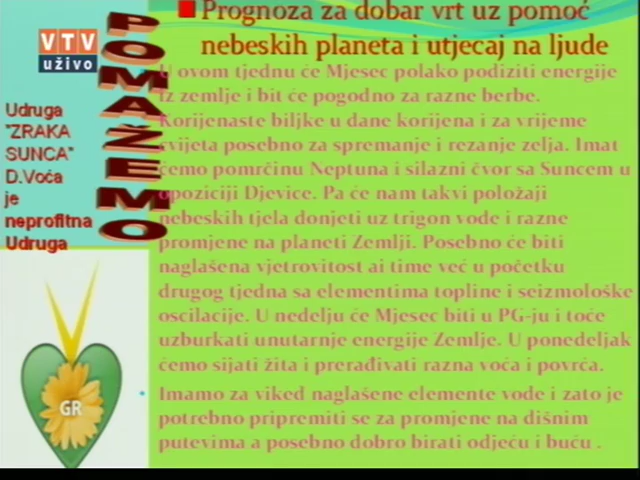 Prognoza za dobar vrt uz pomoć
nebeskih planeta i utjecaj na ljude
VTV
uživo
POMAŽEMO
Udruga
"ZRAKA
SUNCA"
D.Voća
je
neprofitna
Udruga
U ovom tjednu će Mjesec polako podiziti energije
iz zemlje i bit će pogodno za razne berbe.
Korijenaste biljke u dane korijena i za vrijeme
cvijeta posebno za spremanje i rezanje zelja. Imat
ćemo pomrčinu Neptuna i silazni čvor sa Suncem u
opoziciji Djevice. Pa će nam takvi položaji
nebeskih tjela donjeti uz trigon vode i razne
promjene na planeti Zemlji. Posebno će biti
naglašena vjetrovitost ai time već u početku
drugog tjedna sa elementima topline i seizmološke
oscilacije. U nedelju će Mjesec biti u PG-ju i toće
uzburkati unutarnje energije Zemlje. U ponedeljak
ćemo sijati žita i prerađivati razna voća i povrća.
Imamo za viked naglašene elemente vode i zato je
potrebno pripremiti se za promjene na dišnim
putevima a posebno dobro birati odjeću i buću .
GR